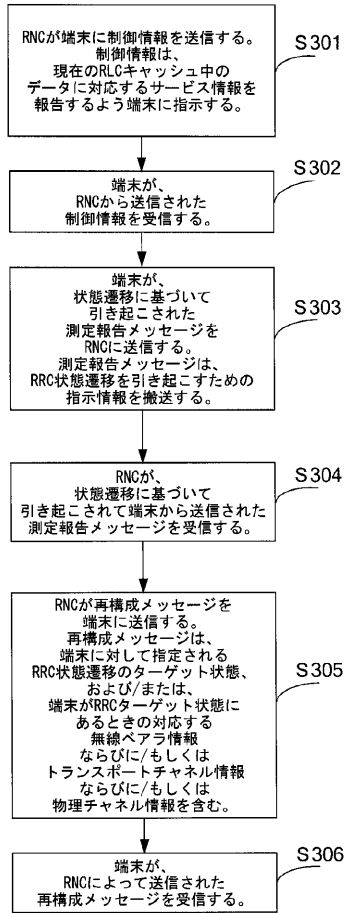 RNCが端末に制御情報を送信する。
制御情報は、
現在のRLCキャッシュ中の
データに対応するサービス情報を
報告するよう端末に指示する。
S301
端末が、
RNCから送信された
制御情報を受信する。
S302
端末が、
状態遷移に基づいて
引き起こされた
測定報告メッセージを
RNCに送信する。
測定報告メッセージは、
RRC状態遷移を引き起こすための
指示情報を搬送する。
S303
RNCが、
状態遷移に基づいて
引き起こされて端末から送信された
測定報告メッセージを受信する。
S304
RNCが再構成メッセージを
端末に送信する。
再構成メッセージは、
端末に対して指定される
RRC状態遷移のターゲット状態、
および/または、
端末がRRCターゲット状態に
あるときの対応する
無線ベアラ情報
ならびに/もしくは
トランスポートチャネル情報
ならびに/もしくは
物理チャネル情報を含む。
S305
端末が、
RNCによって送信された
再構成メッセージを受信する。
S306